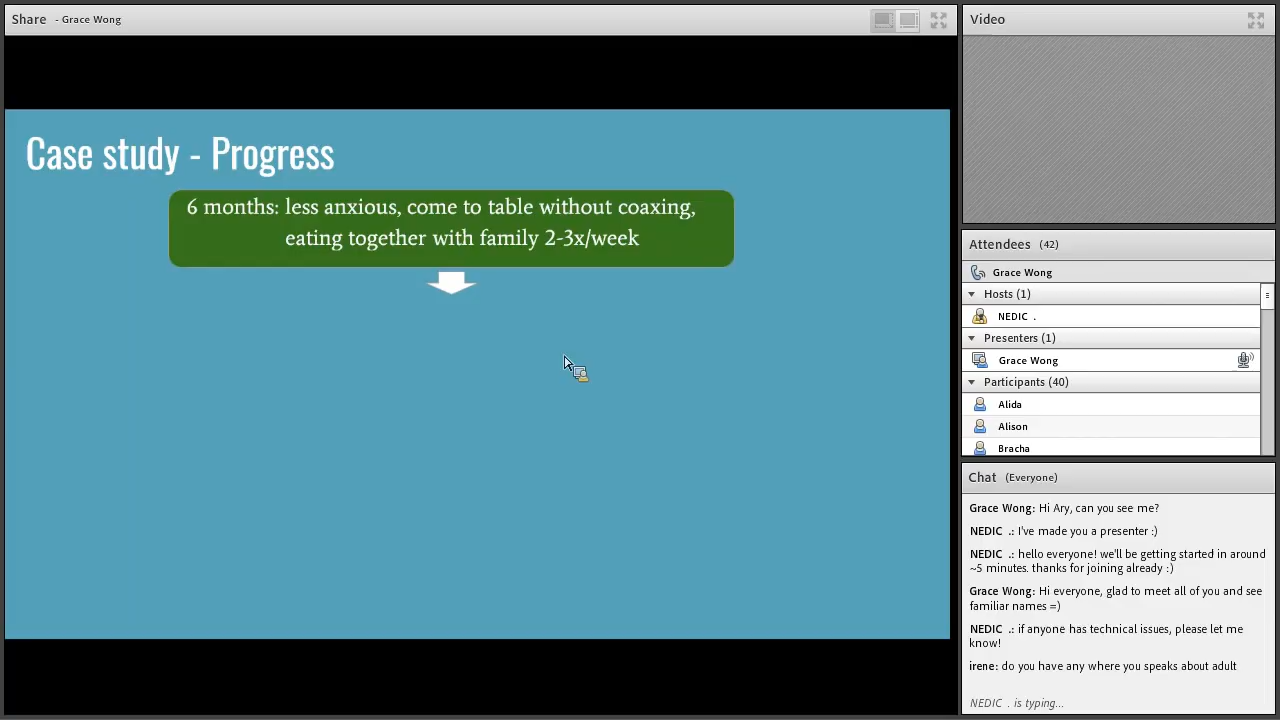 Share - Grace Wong
Case study - Progress
6 months: less anxious, come to table without coaxing,
eating together with family 2-3x/week
Video
Attendees (42)
Grace Wong
Hosts (1)
NEDIC .
Presenters (1)
Grace Wong
Participants (40)
Alida
Alison
Bracha
Chat (Everyone)
Grace Wong: Hi Ary, can you see me?
NEDIC .: I've made you a presenter :)
NEDIC .: hello everyone! we'll be getting started in around
~5 minutes. thanks for joining already :)
Grace Wong: Hi everyone, glad to meet all of you and see
familiar names =)
NEDIC .: if anyone has technical issues, please let me
know!
irene: do you have any where you speaks about adult
NEDIC . is typing...